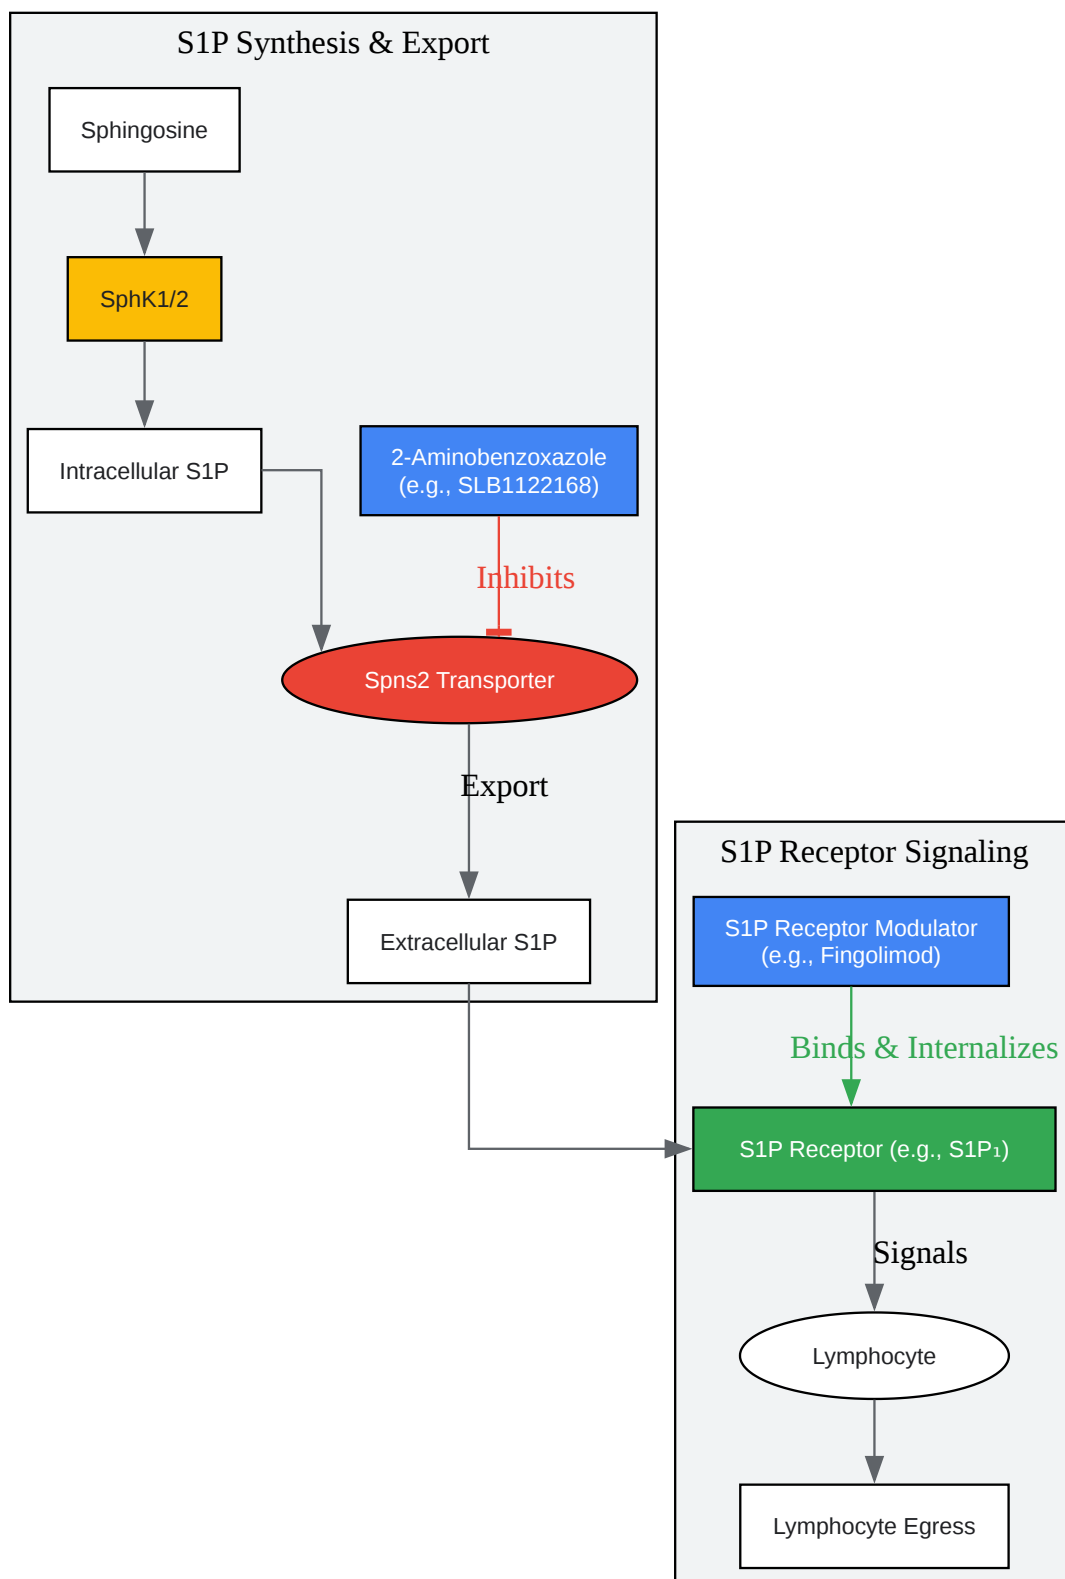 S1P Synthesis & Export
Sphingosine
SphK1/2
Intracellular S1P
2-Aminobenzoxazole
(e.g., SLB1122168)
Inhibits
Spns2 Transporter
Export
Extracellular S1P
S1P Receptor Signaling
S1P Receptor Modulator
(e.g., Fingolimod)
Binds & Internalizes
S1P Receptor (e.g., S1P₁)
Signals
Lymphocyte
Lymphocyte Egress